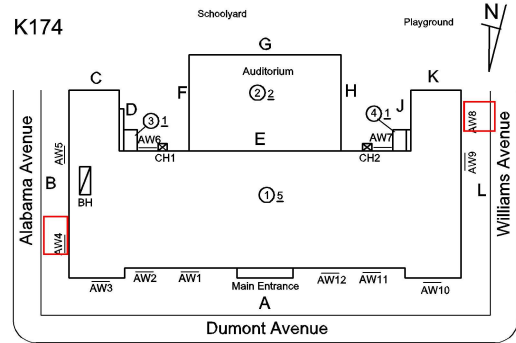 K174
Schoolyard
Playground
N
G
C
K
Auditorium
D
F
H
J
② 2
③ 1
④ 1
AW8
AW6
AW7
E
CH1
CH2
AW5
AW9
Alabama Avenue
B
BH
① 5
L
Williams Avenue
AW4
AW3
AW2
AW1
Main Entrance
AW12
AW11
AW10
A
Dumont Avenue